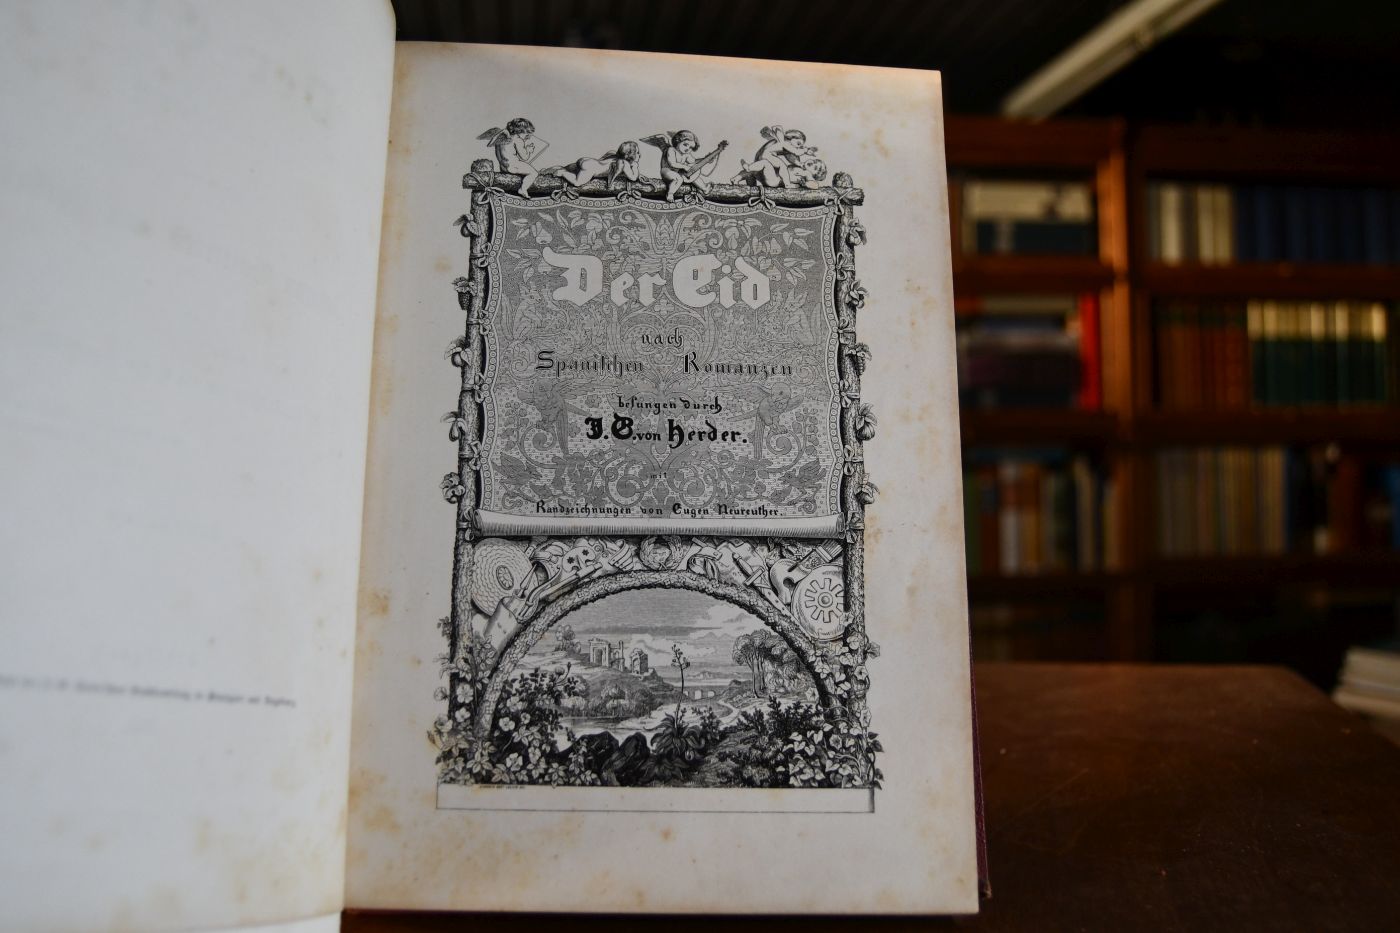 Der Cid
nach
Spanischen Romanzen
besungen durch
J. G. von Herder.
mit
Randzeichnungen von Eugen Neureuther.